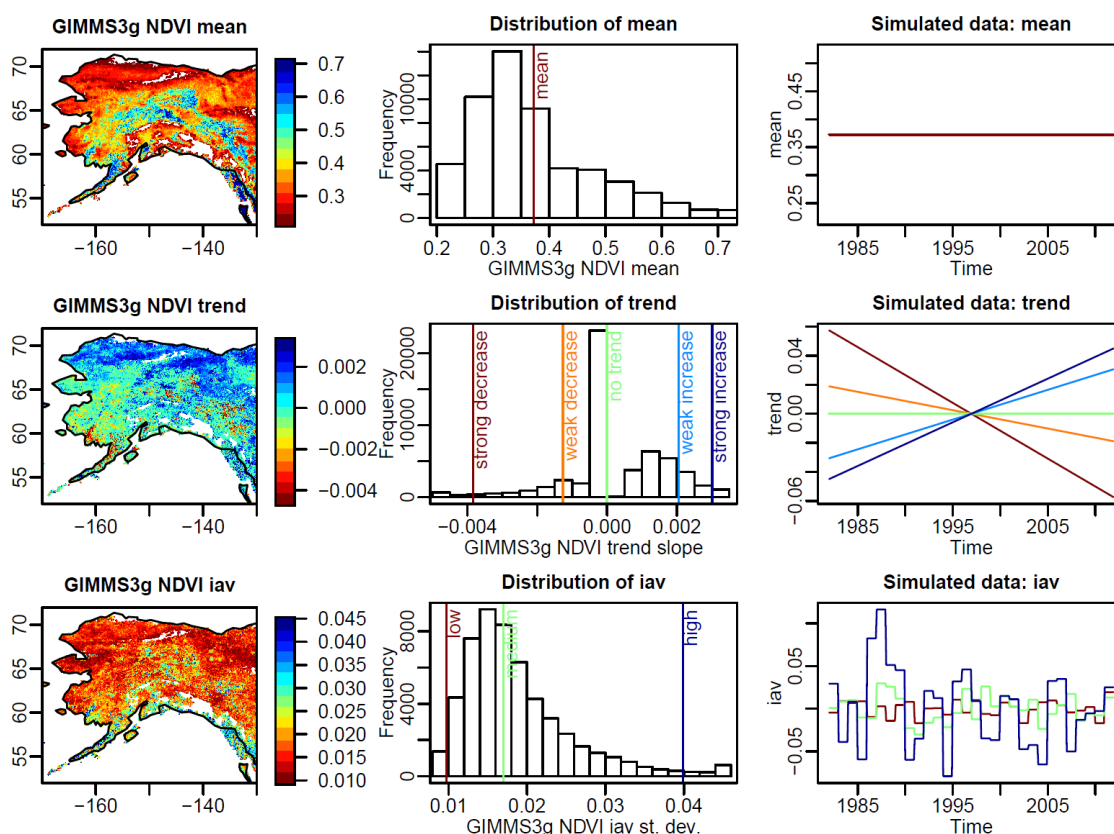 GIMMS3g NDVI mean
70
65
60
55
−160
−140
0.7
0.6
0.5
0.4
0.3
Distribution of mean
Frequency
0
4000
10000
mean
0.2
0.3
0.4
0.5
0.6
0.7
GIMMS3g NDVI mean
Simulated data: mean
mean
0.25
0.35
0.45
1985
1995
2005
Time
GIMMS3g NDVI trend
70
65
60
55
−160
−140
0.002
0.000
−0.002
−0.004
Distribution of trend
Frequency
0
10000
20000
strong decrease
weak decrease
no trend
weak increase
strong increase
−0.004
0.000
0.002
GIMMS3g NDVI trend slope
Simulated data: trend
trend
−0.06
0.00
0.04
1985
1995
2005
Time
GIMMS3g NDVI iav
70
65
60
55
−160
−140
0.045
0.040
0.035
0.030
0.025
0.020
0.015
0.010
Distribution of iav
Frequency
0
4000
8000
low
medium
high
0.01
0.02
0.03
0.04
GIMMS3g NDVI iav st. dev.
Simulated data: iav
iav
−0.05
0.05
1985
1995
2005
Time